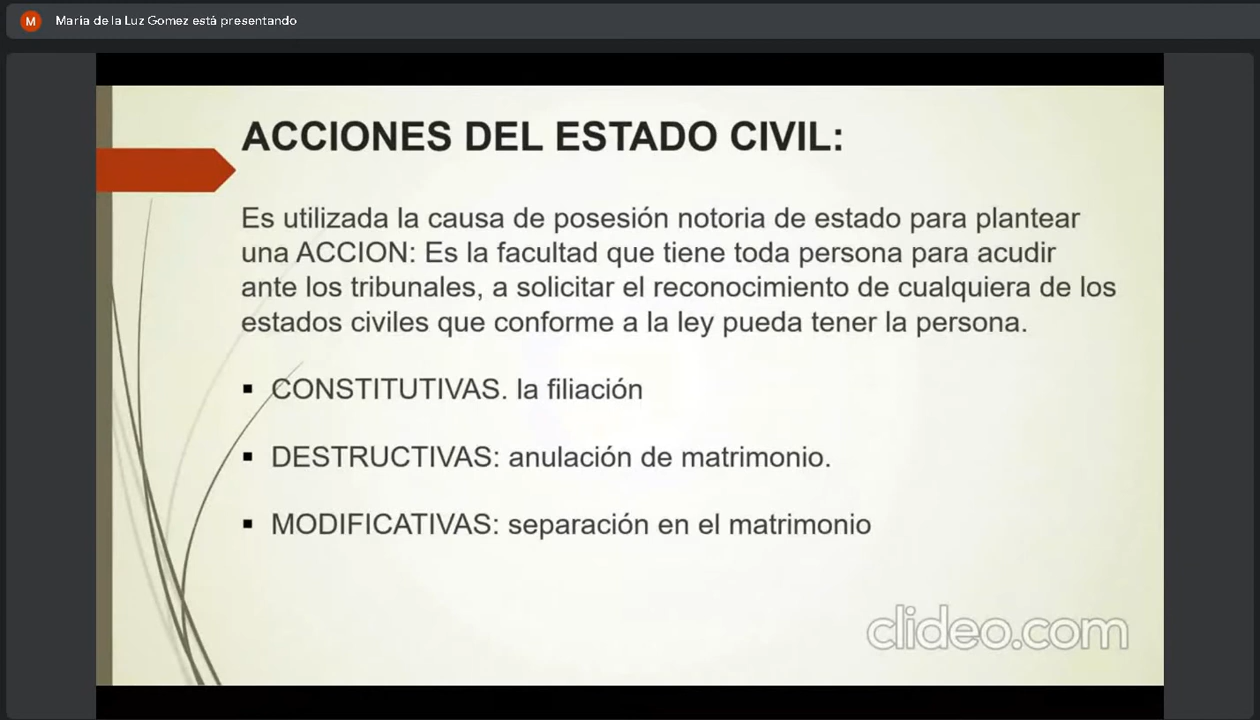 M
María de la Luz Gomez está presentando
ACCIONES DEL ESTADO CIVIL:
Es utilizada la causa de posesión notoria de estado para plantear
una ACCION: Es la facultad que tiene toda persona para acudir
ante los tribunales, a solicitar el reconocimiento de cualquiera de los
estados civiles que conforme a la ley pueda tener la persona.
▪ CONSTITUTIVAS. la filiación
▪ DESTRUCTIVAS: anulación de matrimonio.
▪ MODIFICATIVAS: separación en el matrimonio
clideo.com